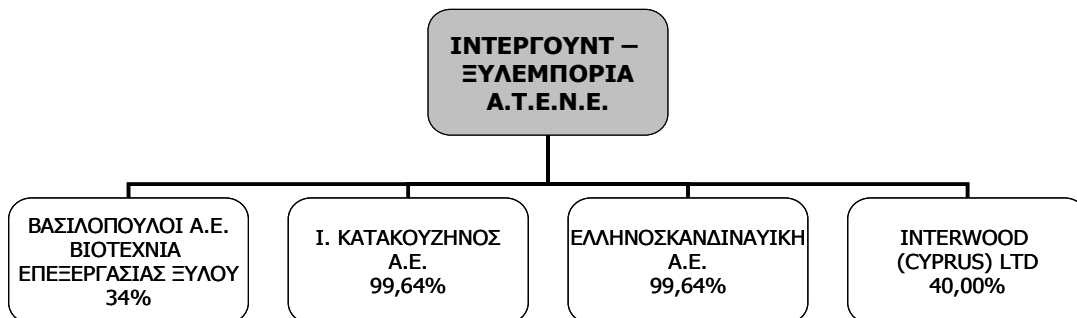 ΙΝΤΕΡΓΟΥΝΤ –
ΞΥΛΕΜΠΟΡΙΑ
Α.Τ.Ε.Ν.Ε.
ΒΑΣΙΛΟΠΟΥΛΟΙ Α.Ε.
ΒΙΟΤΕΧΝΙΑ
ΕΠΕΞΕΡΓΑΣΙΑΣ ΞΥΛΟΥ
34%
Ι. ΚΑΤΑΚΟΥΖΗΝΟΣ
Α.Ε.
99,64%
ΕΛΛΗΝΟΣΚΑΝΔΙΝΑΥΙΚΗ
Α.Ε.
99,64%
INTERWOOD
(CYPRUS) LTD
40,00%